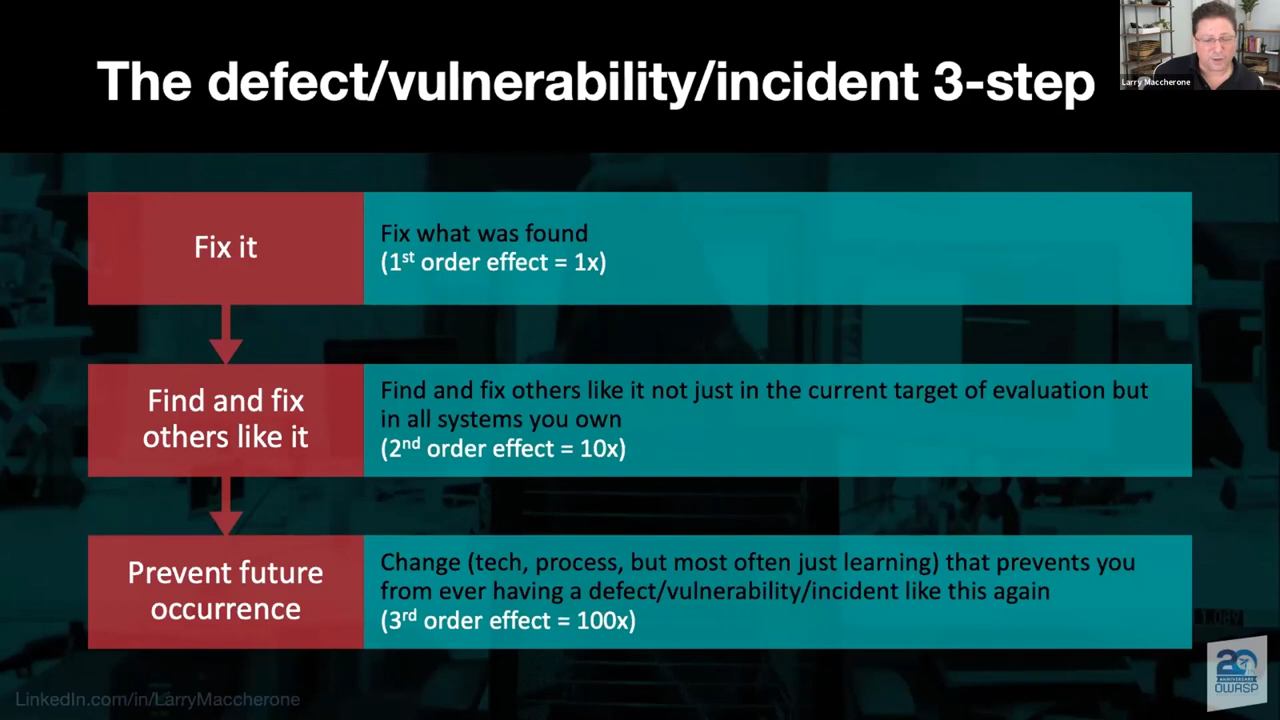 The defect/vulnerability/incident 3-step
Larry Maccherone
Fix it
Fix what was found
(1st order effect = 1x)
Find and fix
others like it
Find and fix others like it not just in the current target of evaluation but
in all systems you own
(2nd order effect = 10x)
Prevent future
occurrence
Change (tech, process, but most often just learning) that prevents you
from ever having a defect/vulnerability/incident like this again
(3rd order effect = 100x)
1,089
LinkedIn.com/in/LarryMaccherone
20
ANNIVERSARY
OWASP